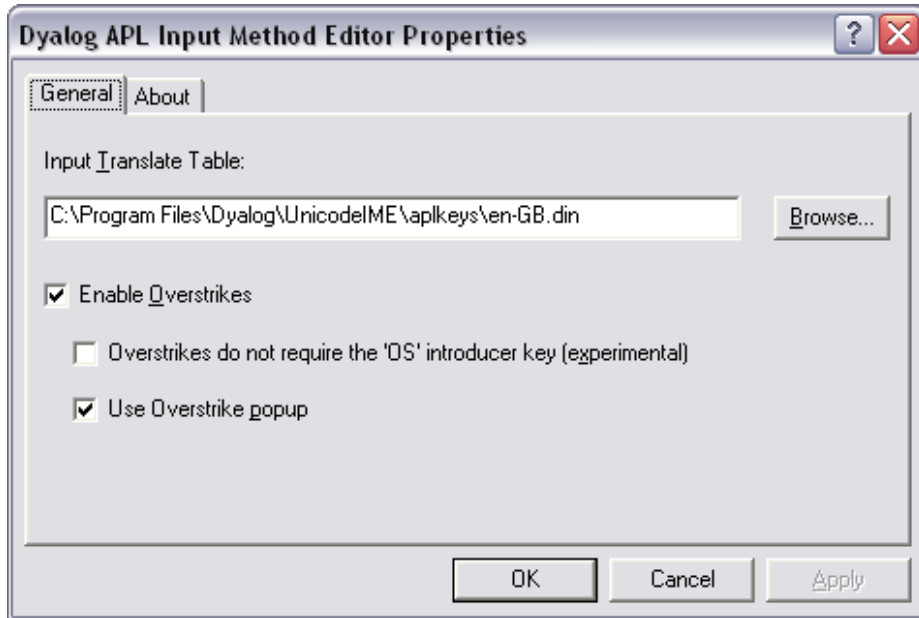 Dyalog APL Input Method Editor Properties
General About
Input Translate Table:
C:\Program Files\Dyalog\UnicodeIME\aplkeys\en-GB.din Browse...
Enable Overstrikes
Overstrikes do not require the 'OS' introducer key (experimental)
Use Overstrike popup
OK Cancel Apply